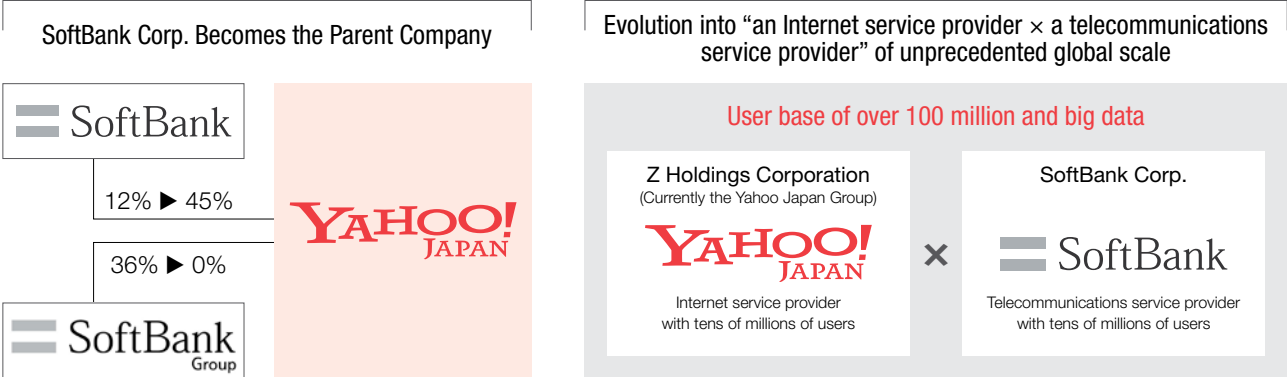 SoftBank Corp. Becomes the Parent Company
SoftBank
12% ▶ 45%
36% ▶ 0%
SoftBank
Group
YAHOO!
JAPAN
Evolution into “an Internet service provider × a telecommunications
service provider” of unprecedented global scale
User base of over 100 million and big data
Z Holdings Corporation
(Currently the Yahoo Japan Group)
YAHOO!
JAPAN
Internet service provider
with tens of millions of users
×
SoftBank Corp.
SoftBank
Telecommunications service provider
with tens of millions of users